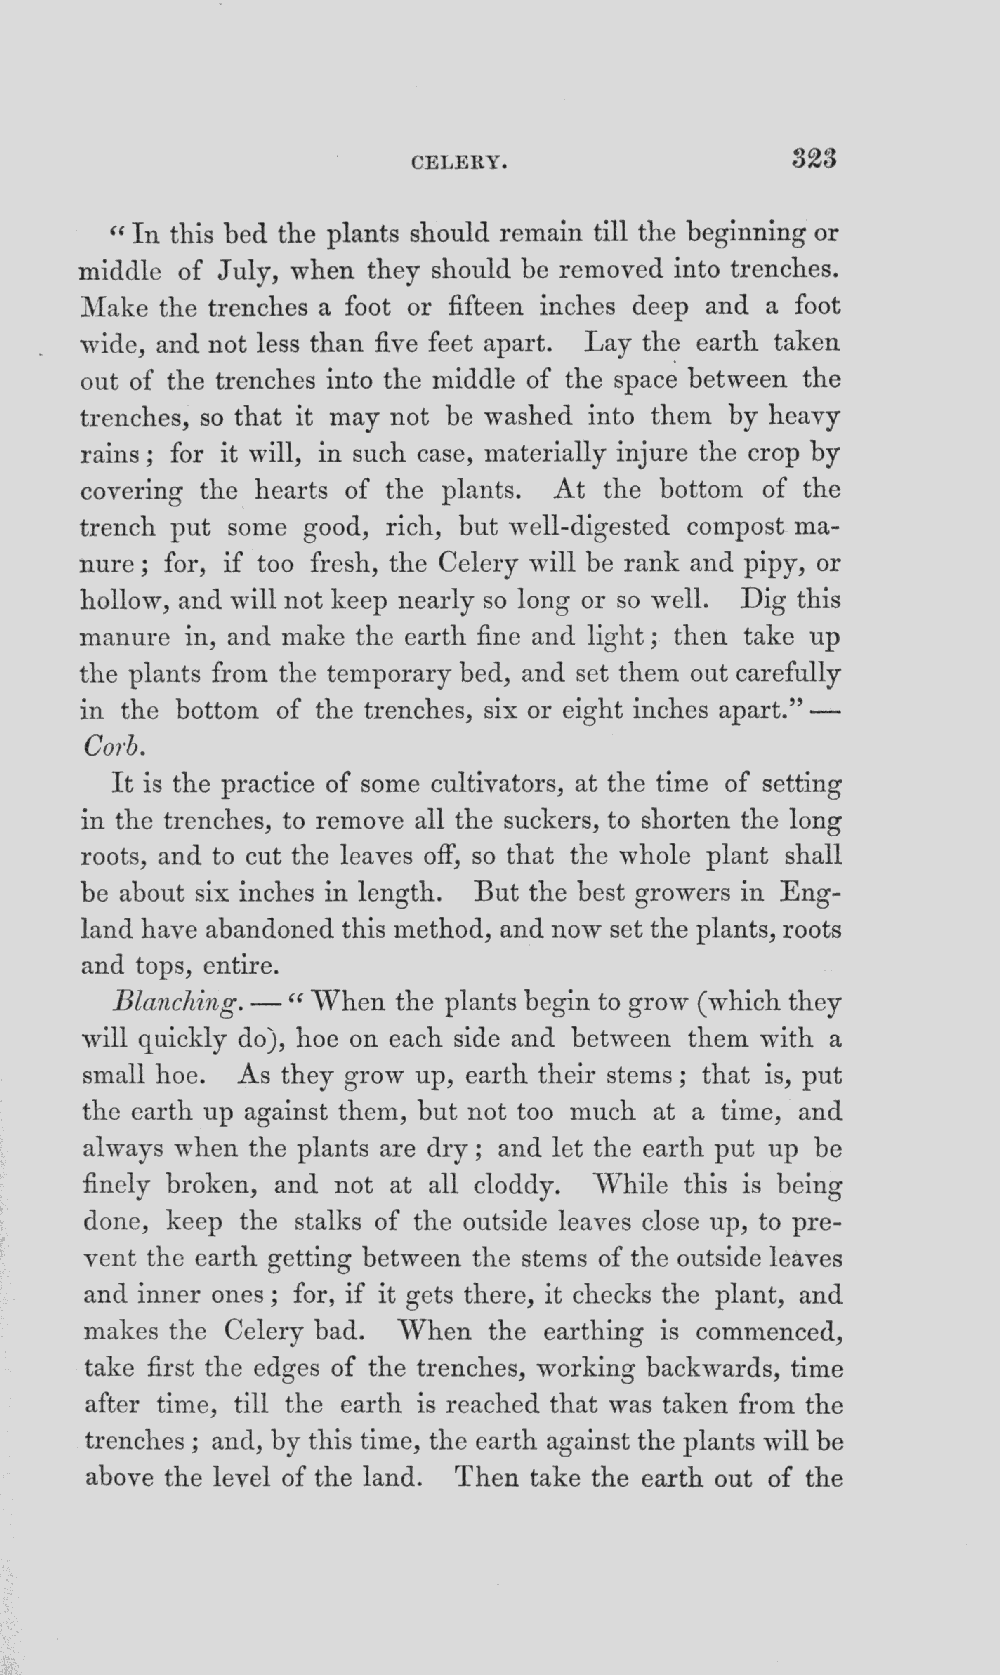 CELERY. 323
“ In this bed the plants should remain till the beginning or
middle of July, when they should be removed into trenches.
Make the trenches a foot or fifteen inches deep and a foot
wide, and not less than five feet apart. Lay the earth taken
out of the trenches into the middle of the space between the
trenches, so that it may not be washed into them by heavy
rains ; for it will, in such case, materially injure the crop by
covering the hearts of the plants. At the bottom of the
trench put some good, rich, but well-digested compost ma-
nure ; for, if too fresh, the Celery will be rank and pipy, or
hollow, and will not keep nearly so long or so well. Dig this
manure in, and make the earth fine and light ; then take up
the plants from the temporary bed, and set them out carefully
in the bottom of the trenches, six or eight inches apart.” —
Corb.
It is the practice of some cultivators, at the time of setting
in the trenches, to remove all the suckers, to shorten the long
roots, and to cut the leaves off, so that the whole plant shall
be about six inches in length. But the best growers in Eng-
land have abandoned this method, and now set the plants, roots
and tops, entire.
Blanching. — “ When the plants begin to grow (which they
will quickly do), hoe on each side and between them with a
small hoe. As they grow up, earth their stems ; that is, put
the earth up against them, but not too much at a time, and
always when the plants are dry ; and let the earth put up be
finely broken, and not at all cloddy. While this is being
done, keep the stalks of the outside leaves close up, to pre-
vent the earth getting between the stems of the outside leaves
and inner ones ; for, if it gets there, it checks the plant, and
makes the Celery bad. When the earthing is commenced,
take first the edges of the trenches, working backwards, time
after time, till the earth is reached that was taken from the
trenches ; and, by this time, the earth against the plants will be
above the level of the land. Then take the earth out of the